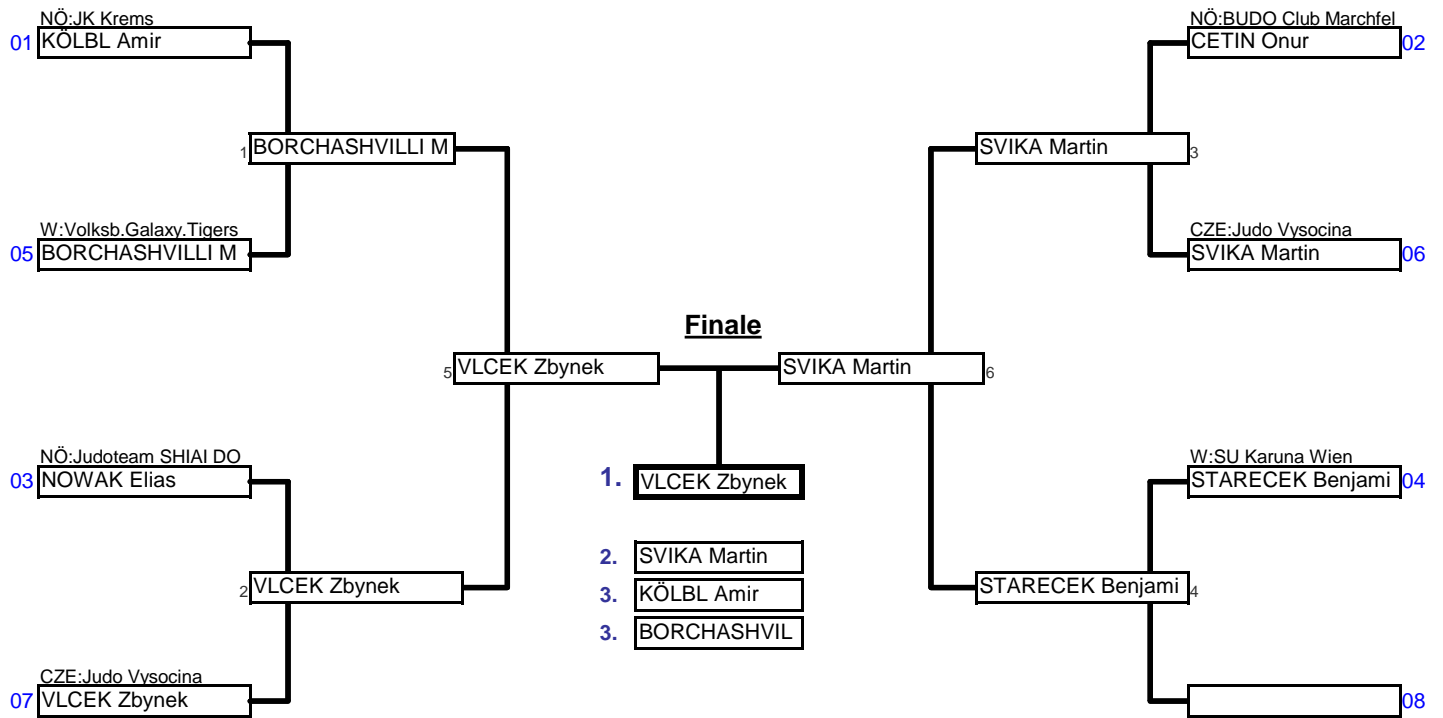 NÖ:JK Krems
01 KÖLBL Amir
NÖ:BUDO Club Marchfel
CETIN Onur 02
1 BORCHASHVILLI M
SVIKA Martin 3
W:Volksb.Galaxy.Tigers
05 BORCHASHVILLI M
CZE:Judo Vysocina
SVIKA Martin 06
Finale
5 VLCEK Zbynek
SVIKA Martin 6
NÖ:Judoteam SHIAI DO
03 NOWAK Elias
W:SU Karuna Wien
STARECEK Benjami 04
1. VLCEK Zbynek
2. SVIKA Martin
3. KÖLBL Amir
3. BORCHASHVIL
2 VLCEK Zbynek
STARECEK Benjami 4
CZE:Judo Vysocina
07 VLCEK Zbynek
08